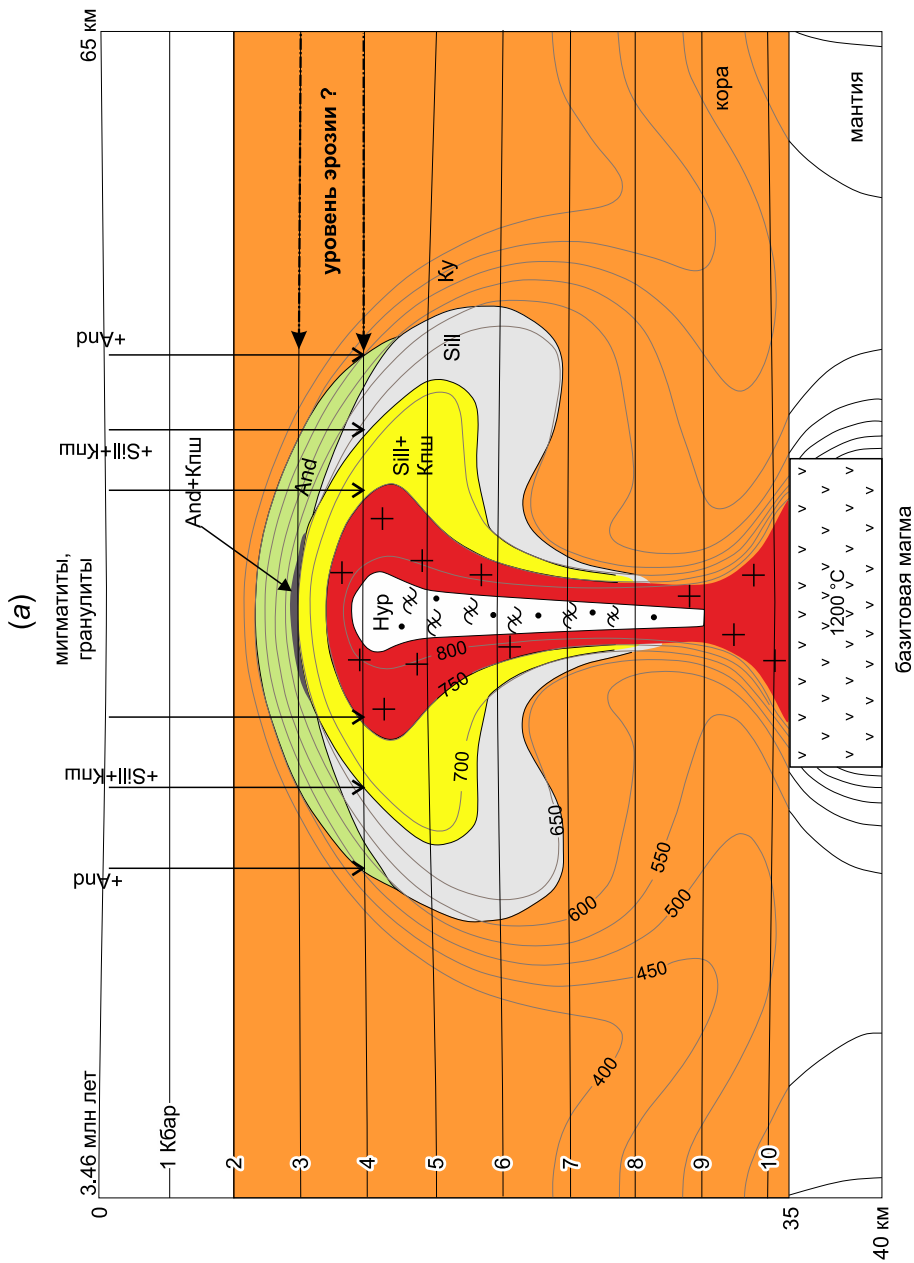 (а)
3.46 млн лет
65 км
0
1 Кбар
2
3
4
5
6
7
8
9
10
35
40 км
+And
+Sill+Кпш
мигматиты,
гранулиты
And+Кпш
+Sill+Кпш
+And
уровень эрозии ?
And
Sill
Ку
Sill+
Кпш
Hyp
800
750
700
650
600
550
500
450
400
кора
мантия
1200 °C
базитовая магма